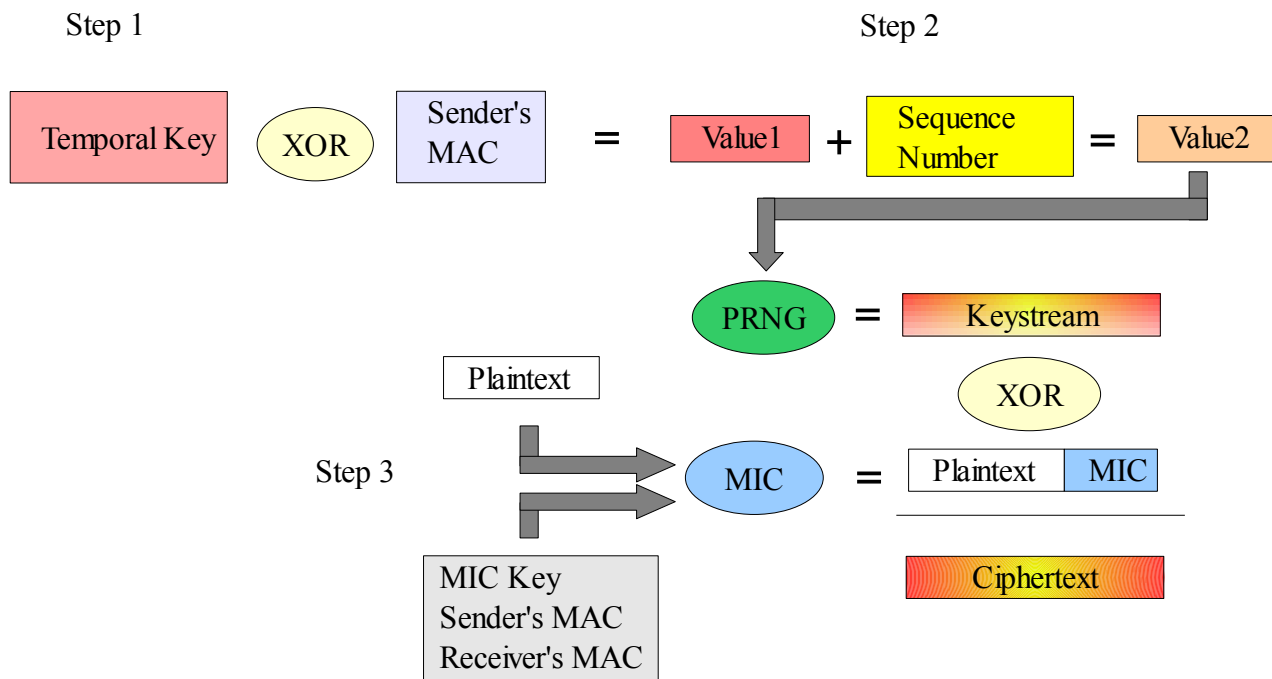 Step 1
Step 2
Temporal Key
XOR
Sender's
MAC
=
Value1
+
Sequence
Number
=
Value2
PRNG
=
Keystream
Plaintext
XOR
Step 3
MIC
=
Plaintext
MIC
MIC Key
Sender's MAC
Receiver's MAC
Ciphertext